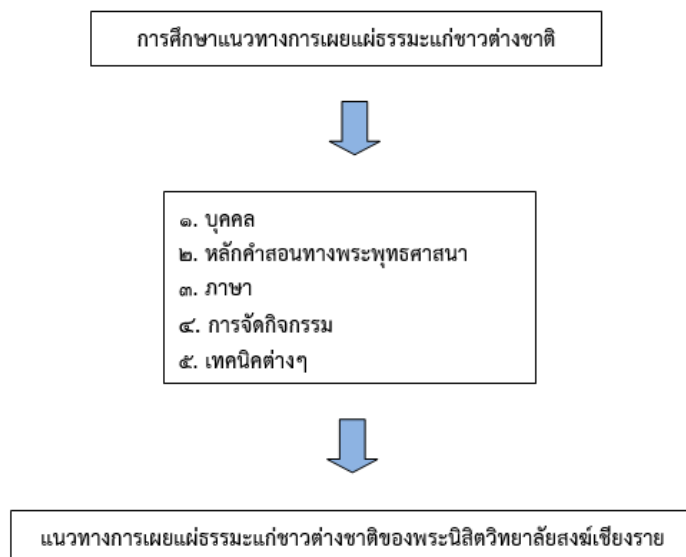 การศึกษาแนวทางการเผยแผ่ธรรมะแก่ชาวต่างชาติ
๑. บุคคล
๒. หลักคำสอนทางพระพุทธศาสนา
๓. ภาษา
๔. การจัดกิจกรรม
๕. เทคนิคต่างๆ
แนวทางการเผยแผ่ธรรมะแก่ชาวต่างชาติของพระนิสิตวิทยาลัยสงฆ์เชียงราย